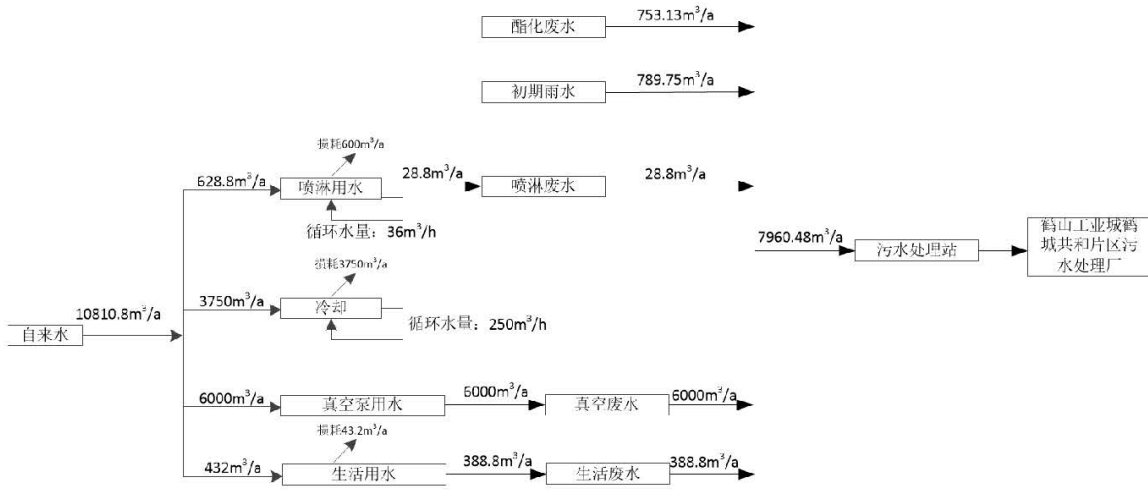 酯化废水
753.13m³/a
初期雨水
789.75m³/a
损耗600m³/a
628.8m³/a
喷淋用水
28.8m³/a
喷淋废水
28.8m³/a
循环水量：36m³/h
7960.48m³/a
污水处理站
鹤山工业城鹤
城共和片区污
水处理厂
损耗3750m³/a
3750m³/a
冷却
循环水量：250m³/h
10810.8m³/a
自来水
6000m³/a
真空泵用水
6000m³/a
真空废水
6000m³/a
损耗43.2m³/a
432m³/a
生活用水
388.8m³/a
生活废水
388.8m³/a